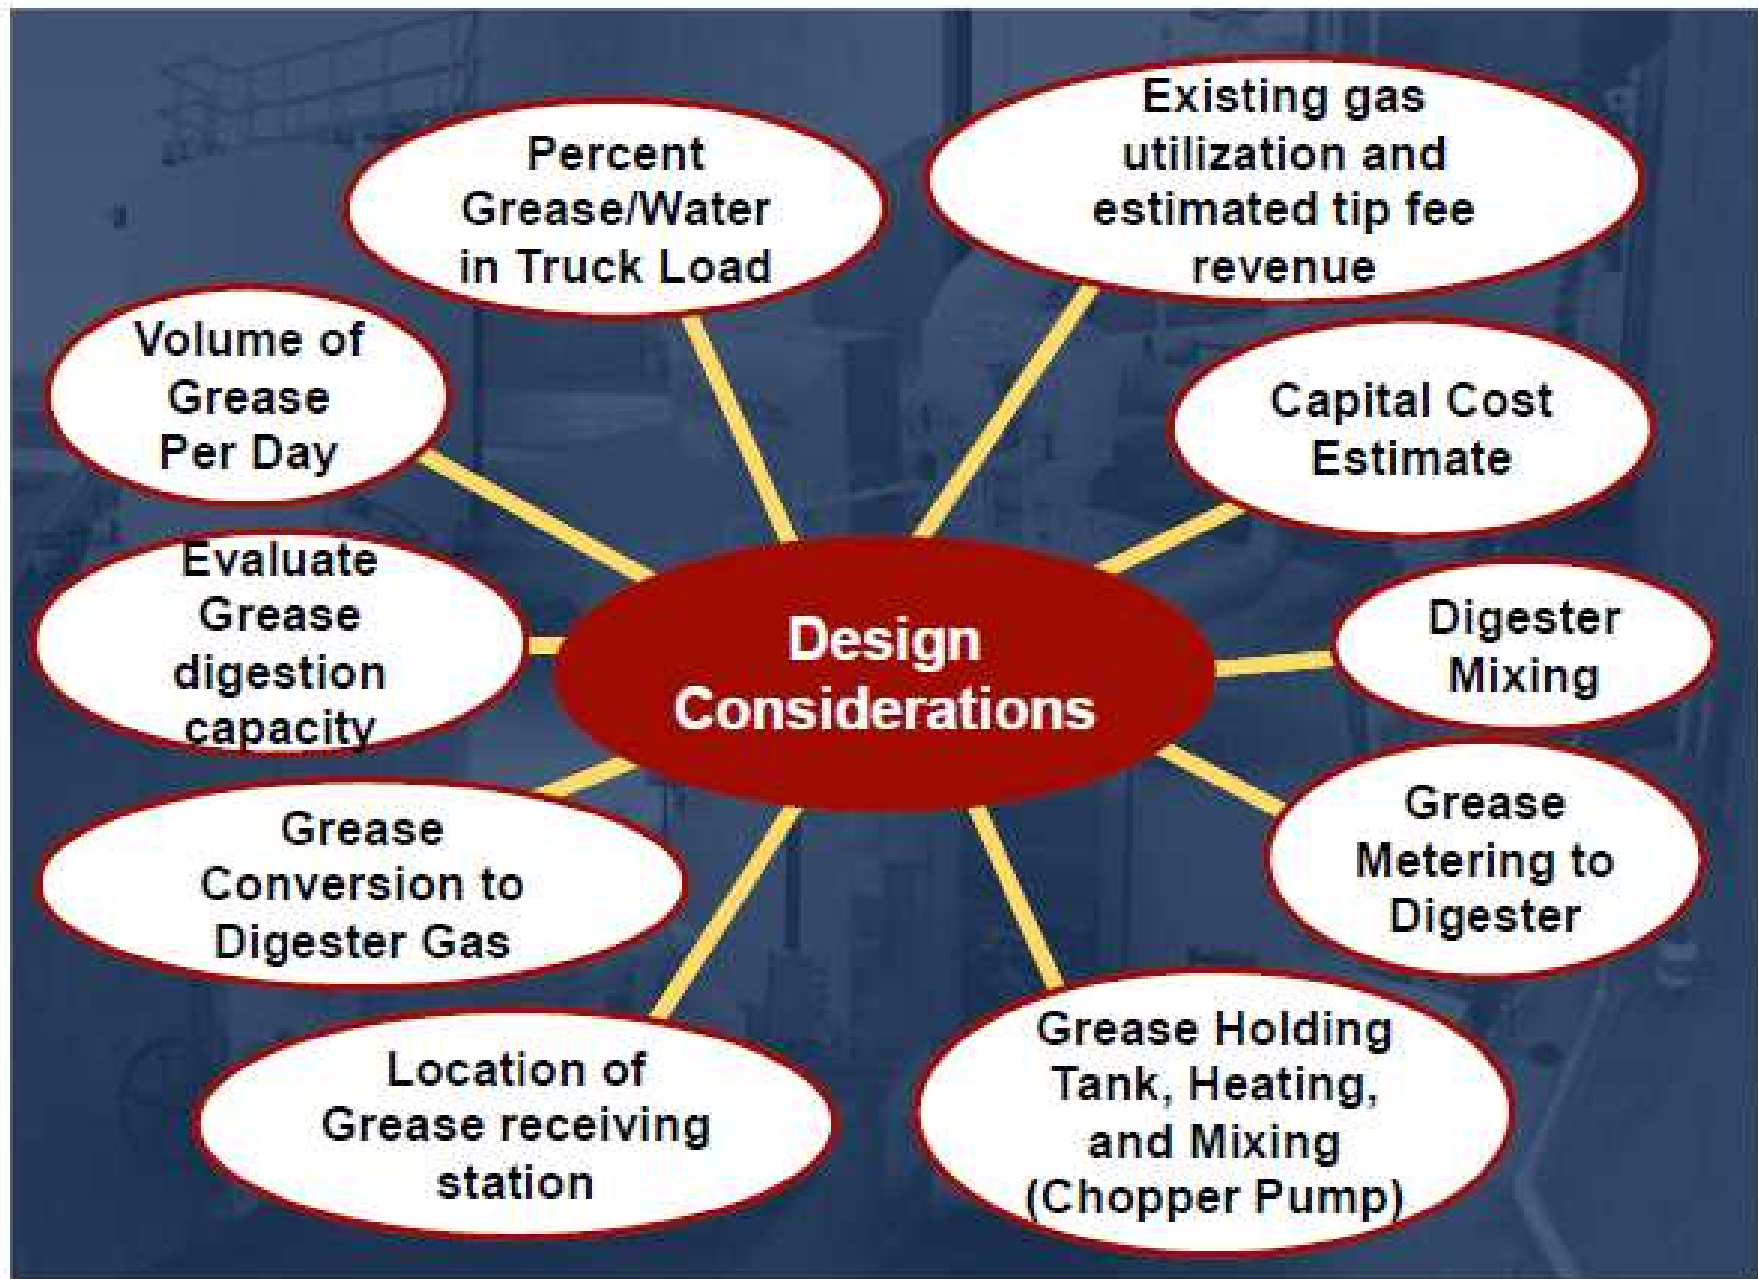 Existing gas
utilization and
estimated tip fee
revenue
Percent
Grease/Water
in Truck Load
Volume of
Grease
Per Day
Capital Cost
Estimate
Evaluate
Grease
digestion
capacity
Design
Considerations
Digester
Mixing
Grease
Conversion to
Digester Gas
Grease
Metering to
Digester
Location of
Grease receiving
station
Grease Holding
Tank, Heating,
and Mixing
(Chopper Pump)